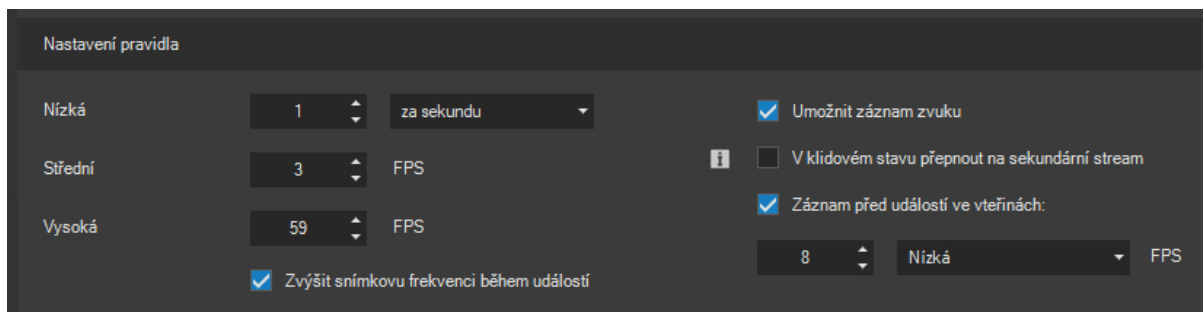 Nastavení pravidla
Nízká 1 za sekundu
Střední 3 FPS
Vysoká 59 FPS
Zvýšit snímkovu frekvenci během událostí
Umožnit záznam zvuku
V klidovém stavu přepnout na sekundární stream
Záznam před událostí ve vteřinách:
8 Nízká FPS